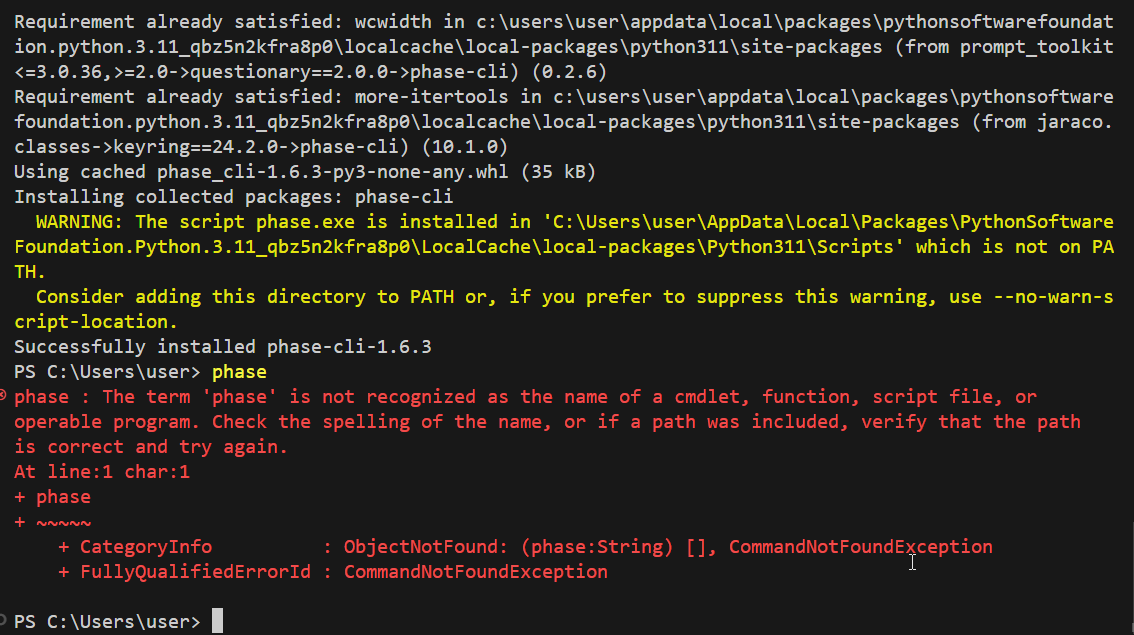 Requirement already satisfied: wcwidth in c:\users\user\appdata\local\packages\pythonsoftwarefoundat
ion.python.3.11_qbz5n2kfra8p0\localcache\local-packages\python311\site-packages (from prompt_toolkit
<=3.0.36,>=2.0->questionary==2.0.0->phase-cli) (0.2.6)
Requirement already satisfied: more-itertools in c:\users\user\appdata\local\packages\pythonsoftware
foundation.python.3.11_qbz5n2kfra8p0\localcache\local-packages\python311\site-packages (from jaraco.
classes->keyring==24.2.0->phase-cli) (10.1.0)
Using cached phase_cli-1.6.3-py3-none-any.whl (35 kB)
Installing collected packages: phase-cli
  WARNING: The script phase.exe is installed in 'C:\Users\user\AppData\Local\Packages\PythonSoftware
Foundation.Python.3.11_qbz5n2kfra8p0\LocalCache\local-packages\Python311\Scripts' which is not on PA
TH.
  Consider adding this directory to PATH or, if you prefer to suppress this warning, use --no-warn-s
cript-location.
Successfully installed phase-cli-1.6.3
PS C:\Users\user> phase
phase : The term 'phase' is not recognized as the name of a cmdlet, function, script file, or
operable program. Check the spelling of the name, or if a path was included, verify that the path
is correct and try again.
At line:1 char:1
+ phase
+ ~~~~~
    + CategoryInfo          : ObjectNotFound: (phase:String) [], CommandNotFoundException
    + FullyQualifiedErrorId : CommandNotFoundException
PS C:\Users\user>